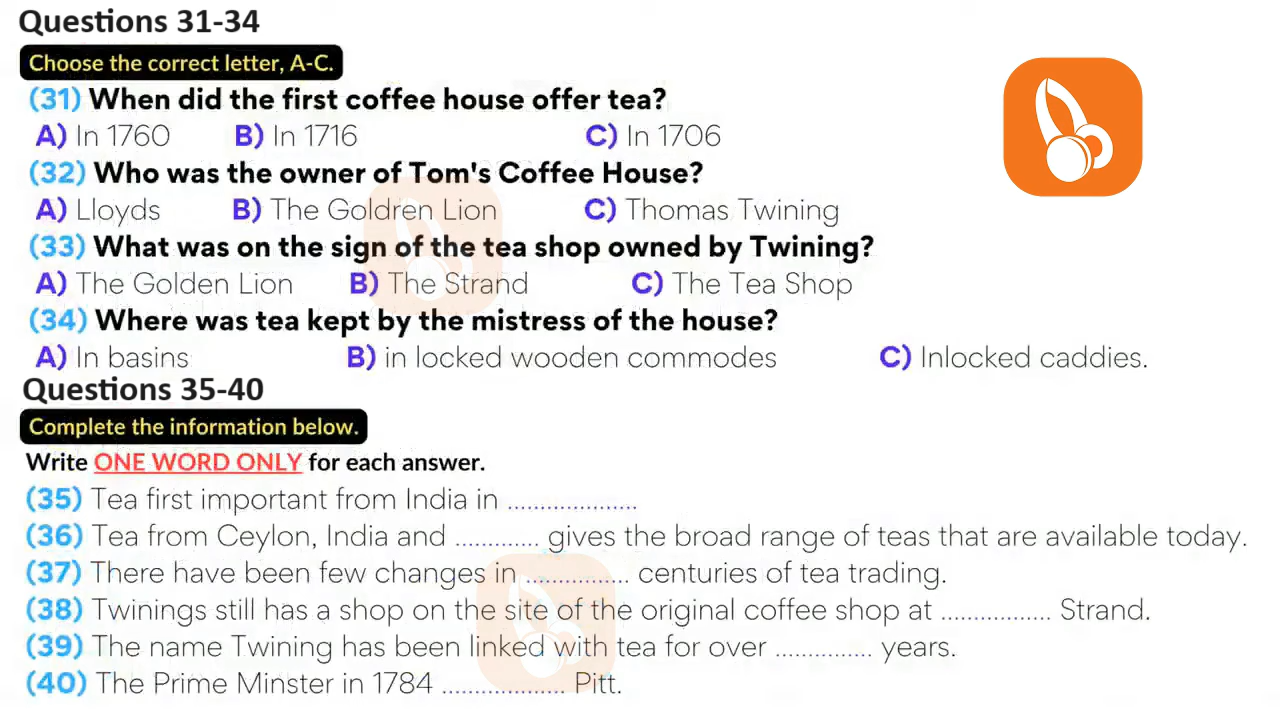 Questions 31-34
Choose the correct letter, A-C.
(31) When did the first coffee house offer tea?
A) In 1760 B) In 1716 C) In 1706
(32) Who was the owner of Tom's Coffee House?
A) Lloyds B) The Goldren Lion C) Thomas Twining
(33) What was on the sign of the tea shop owned by Twining?
A) The Golden Lion B) The Strand C) The Tea Shop
(34) Where was tea kept by the mistress of the house?
A) In basins B) in locked wooden commodes C) Inlocked caddies.
Questions 35-40
Complete the information below.
Write ONE WORD ONLY for each answer.
(35) Tea first important from India in ....................
(36) Tea from Ceylon, India and ............. gives the broad range of teas that are available today.
(37) There have been few changes in ................ centuries of tea trading.
(38) Twinings still has a shop on the site of the original coffee shop at ................. Strand.
(39) The name Twining has been linked with tea for over ............... years.
(40) The Prime Minster in 1784 ................... Pitt.